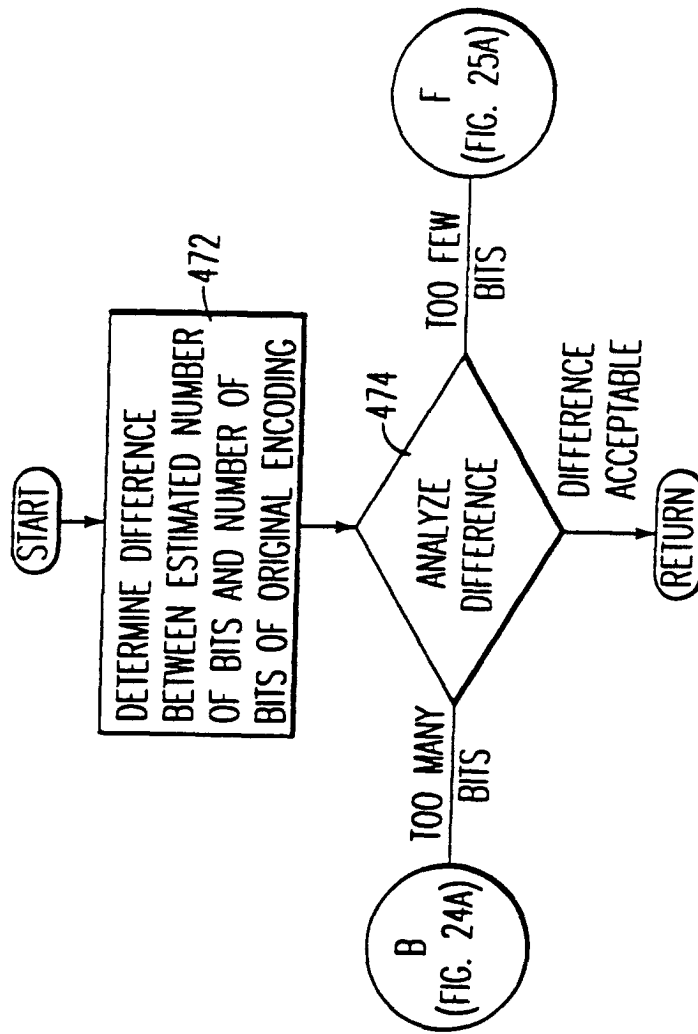 START
DETERMINE DIFFERENCE
BETWEEN ESTIMATED NUMBER
OF BITS AND NUMBER OF
BITS OF ORIGINAL ENCODING
472
474
ANALYZE
DIFFERENCE
TOO MANY
BITS
B
(FIG. 24A)
TOO FEW
BITS
F
(FIG. 25A)
DIFFERENCE
ACCEPTABLE
RETURN